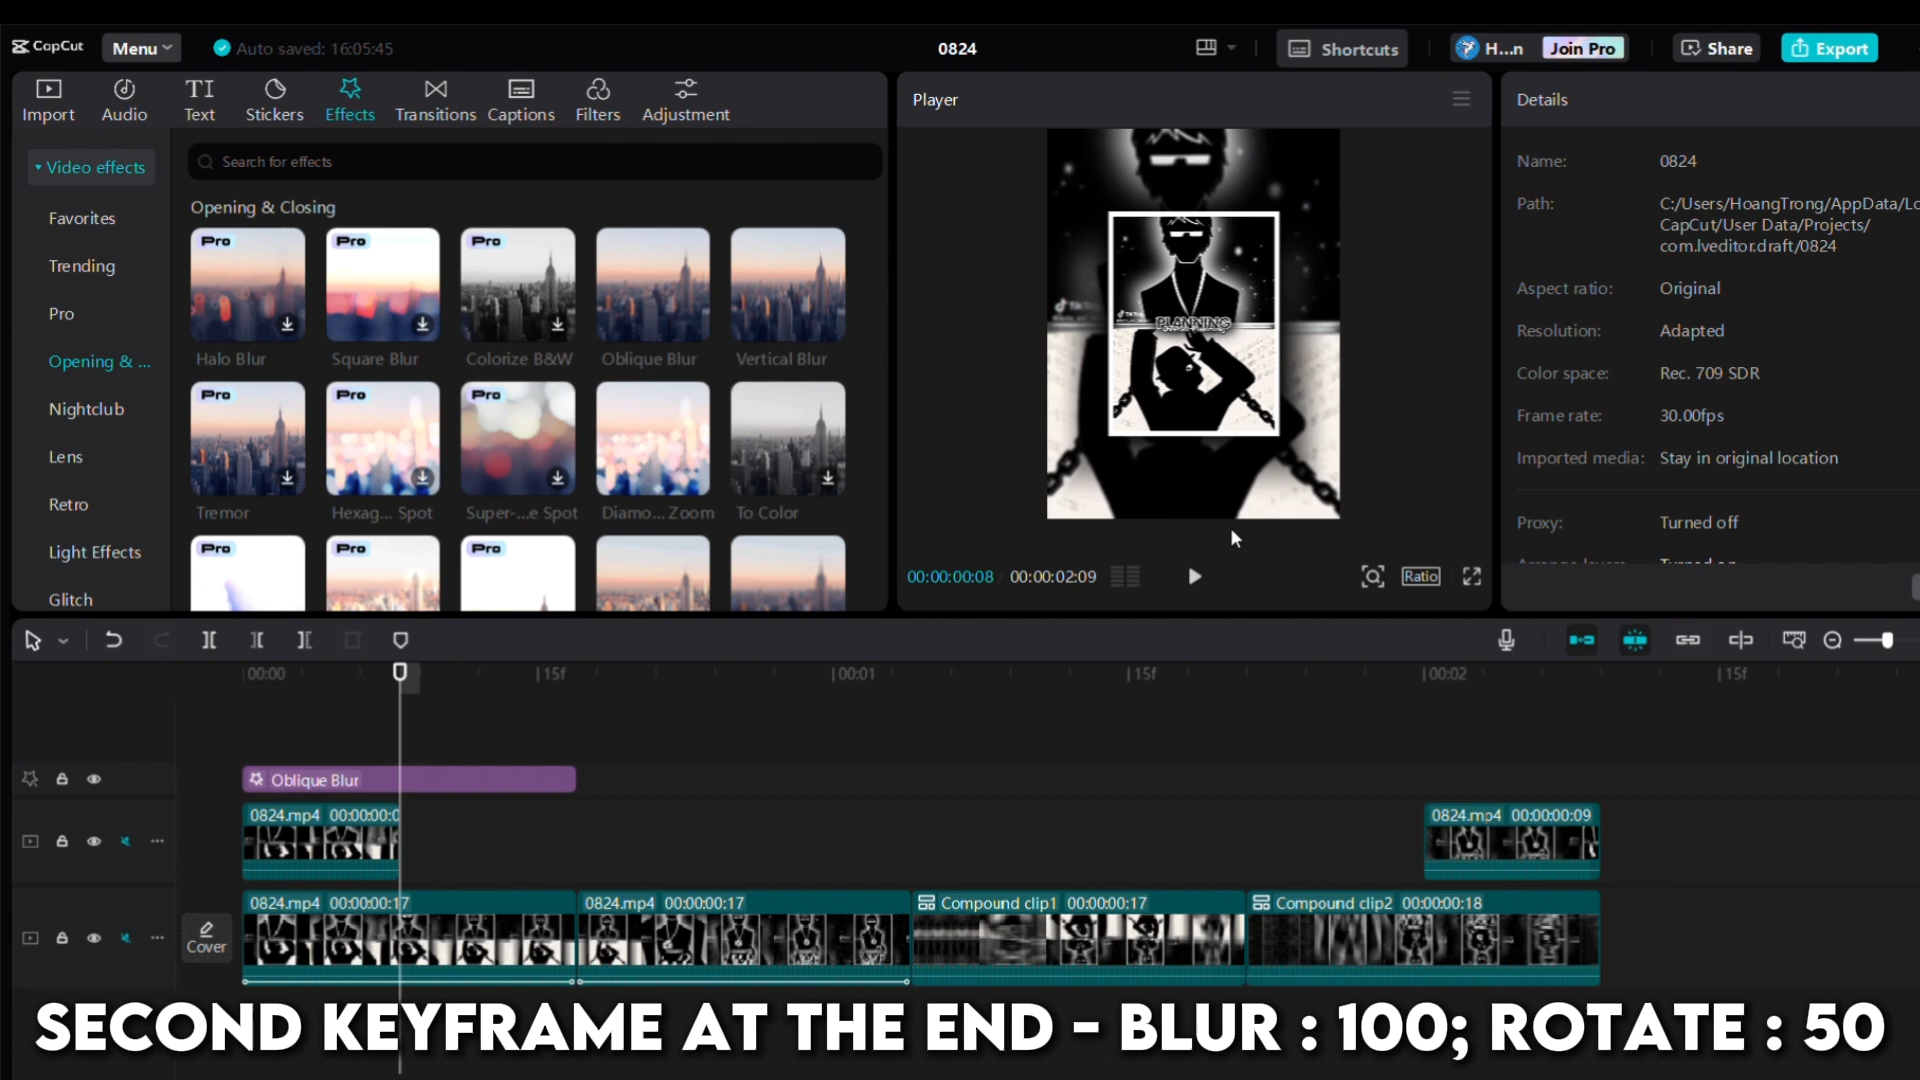 CapCut
Menu
Auto saved: 16:05:45
0824
Shortcuts
H...n
Join Pro
Share
Export
Import
Audio
Text
Stickers
Effects
Transitions
Captions
Filters
Adjustment
Player
Details
Video effects
Search for effects
Favorites
Trending
Pro
Opening & ...
Nightclub
Lens
Retro
Light Effects
Glitch
Opening & Closing
Pro
Pro
Pro
Halo Blur
Square Blur
Colorize B&W
Oblique Blur
Vertical Blur
Pro
Pro
Pro
Tremor
Hexag... Spot
Super-...e Spot
Diamo... Zoom
To Color
Pro
Pro
Pro
PLANNING
00:00:00:08 / 00:00:02:09
Ratio
Name: 0824
Path: C:/Users/HoangTrong/AppData/Lo
CapCut/User Data/Projects/
com.lveditor.draft/0824
Aspect ratio: Original
Resolution: Adapted
Color space: Rec. 709 SDR
Frame rate: 30.00fps
Imported media: Stay in original location
Proxy: Turned off
00:00
15f
00:01
15f
00:02
15f
Oblique Blur
0824.mp4 00:00:00:0
0824.mp4 00:00:00:09
Cover
0824.mp4 00:00:00:17
0824.mp4 00:00:00:17
Compound clip1 00:00:00:17
Compound clip2 00:00:00:18
SECOND KEYFRAME AT THE END - BLUR : 100; ROTATE : 50